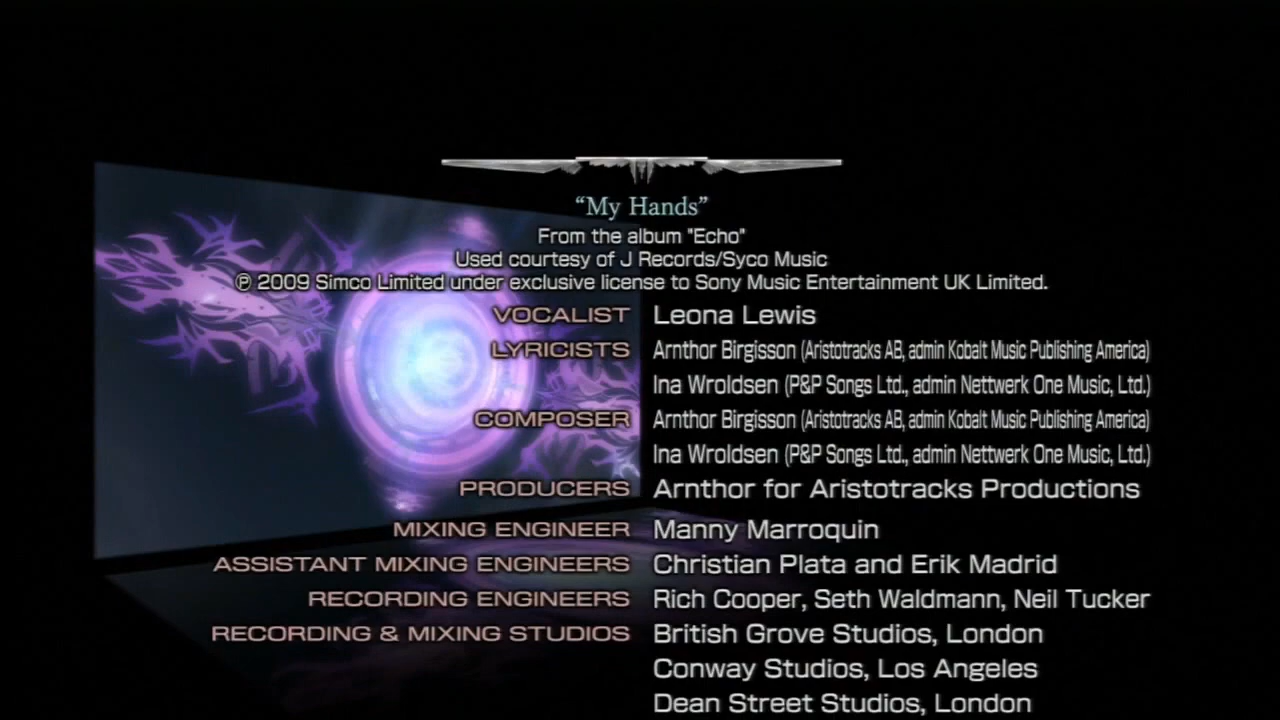 “My Hands”
From the album "Echo"
Used courtesy of J Records/Syco Music
℗ 2009 Simco Limited under exclusive license to Sony Music Entertainment UK Limited.
VOCALIST Leona Lewis
LYRICISTS Arnthor Birgisson (Aristotracks AB, admin Kobalt Music Publishing America)
Ina Wroldsen (P&P Songs Ltd., admin Nettwerk One Music, Ltd.)
COMPOSER Arnthor Birgisson (Aristotracks AB, admin Kobalt Music Publishing America)
Ina Wroldsen (P&P Songs Ltd., admin Nettwerk One Music, Ltd.)
PRODUCERS Arnthor for Aristotracks Productions
MIXING ENGINEER Manny Marroquin
ASSISTANT MIXING ENGINEERS Christian Plata and Erik Madrid
RECORDING ENGINEERS Rich Cooper, Seth Waldmann, Neil Tucker
RECORDING & MIXING STUDIOS British Grove Studios, London
Conway Studios, Los Angeles
Dean Street Studios, London